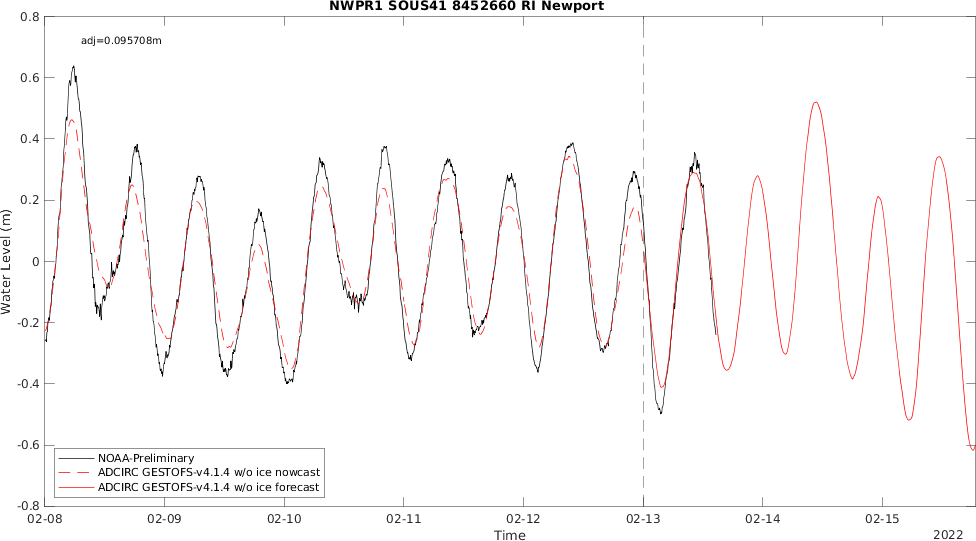 NWPR1 SOUS41 8452660 RI Newport
adj=0.095708m
0.8
0.6
0.4
0.2
0
-0.2
-0.4
-0.6
-0.8
Water Level (m)
NOAA-Preliminary
ADCIRC GESTOFS-v4.1.4 w/o ice nowcast
ADCIRC GESTOFS-v4.1.4 w/o ice forecast
02-08 02-09 02-10 02-11 02-12 02-13 02-14 02-15
Time
2022